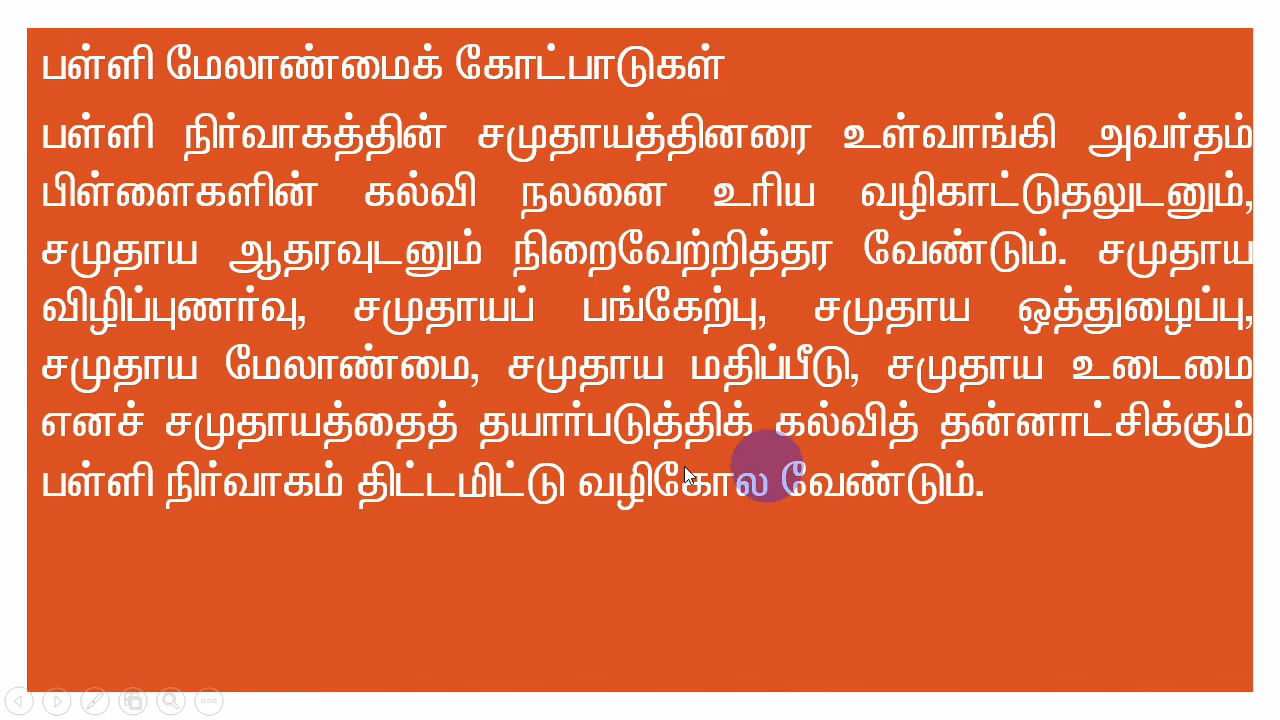 பள்ளி மேலாண்மைக் கோட்பாடுகள்
பள்ளி நிர்வாகத்தின் சமுதாயத்தினரை உள்வாங்கி அவர்தம்
பிள்ளைகளின் கல்வி நலனை உரிய வழிகாட்டுதலுடனும்,
சமுதாய ஆதரவுடனும் நிறைவேற்றித்தர வேண்டும். சமுதாய
விழிப்புணர்வு, சமுதாயப் பங்கேற்பு, சமுதாய ஒத்துழைப்பு,
சமுதாய மேலாண்மை, சமுதாய மதிப்பீடு, சமுதாய உடைமை
எனச் சமுதாயத்தைத் தயார்படுத்திக் கல்வித் தன்னாட்சிக்கும்
பள்ளி நிர்வாகம் திட்டமிட்டு வழிகோல வேண்டும்.